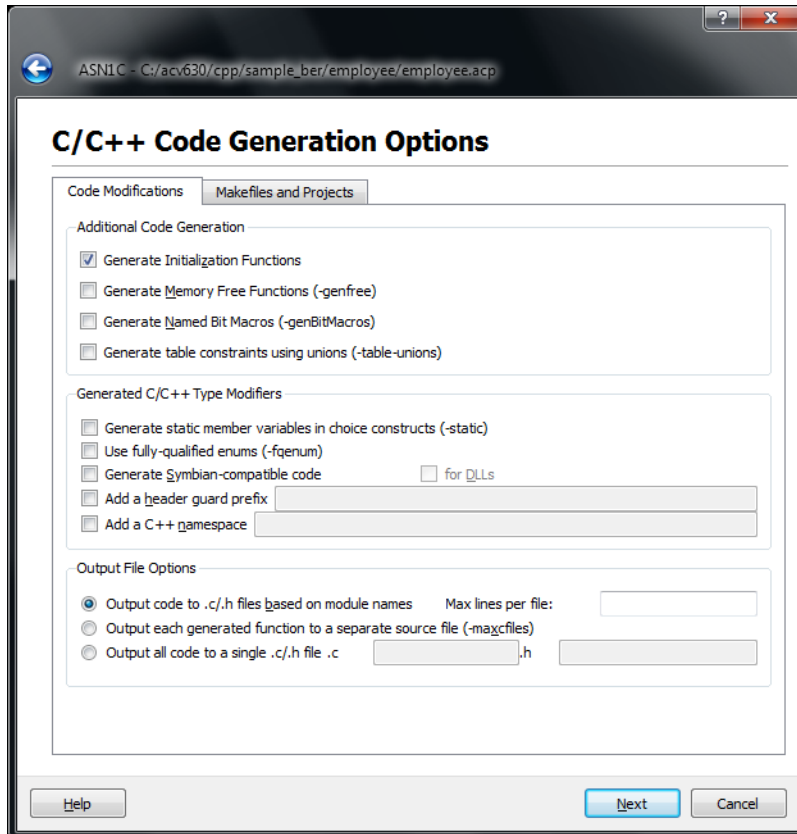 ?
x
ASN1C - C:/acv630/cpp/sample_ber/employee/employee.acp
C/C++ Code Generation Options
Code Modifications Makefiles and Projects
Additional Code Generation
Generate Initialization Functions
Generate Memory Free Functions (-genfree)
Generate Named Bit Macros (-genBitMacros)
Generate table constraints using unions (-table-unions)
Generated C/C++ Type Modifiers
Generate static member variables in choice constructs (-static)
Use fully-qualified enums (-fqenum)
Generate Symbian-compatible code for DLLs
Add a header guard prefix
Add a C++ namespace
Output File Options
Output code to .c/.h files based on module names Max lines per file:
Output each generated function to a separate source file (-maxcfiles)
Output all code to a single .c/.h file .c .h
Help Next Cancel